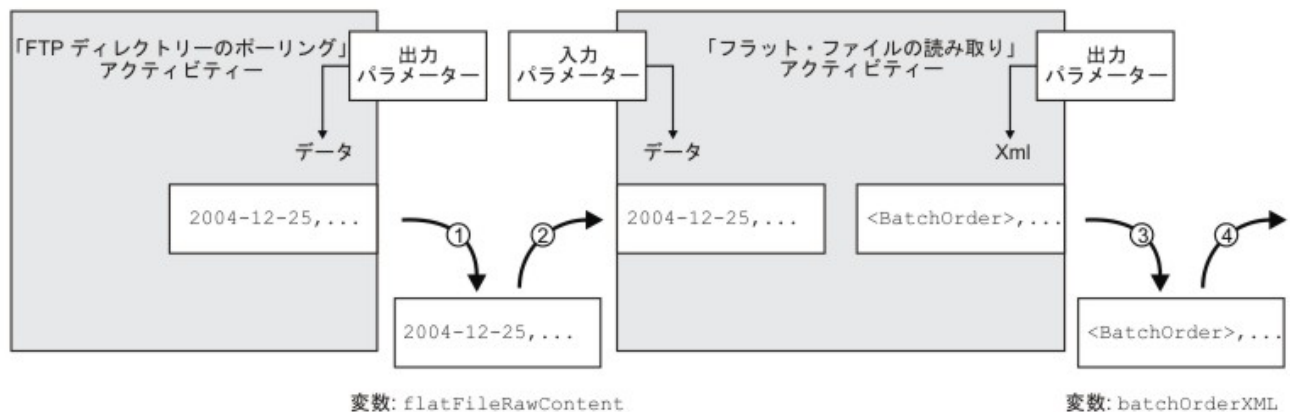 「FTP ディレクトリーのポーリング」
アクティビティー
出力
パラメーター
データ
2004-12-25,...
①
2004-12-25,...
変数: flatFileRawContent
②
入力
パラメーター
「フラット・ファイルの読み取り」
アクティビティー
出力
パラメーター
データ
Xml
2004-12-25,...
<BatchOrder>,...
③
<BatchOrder>,...
変数: batchOrderXML
④